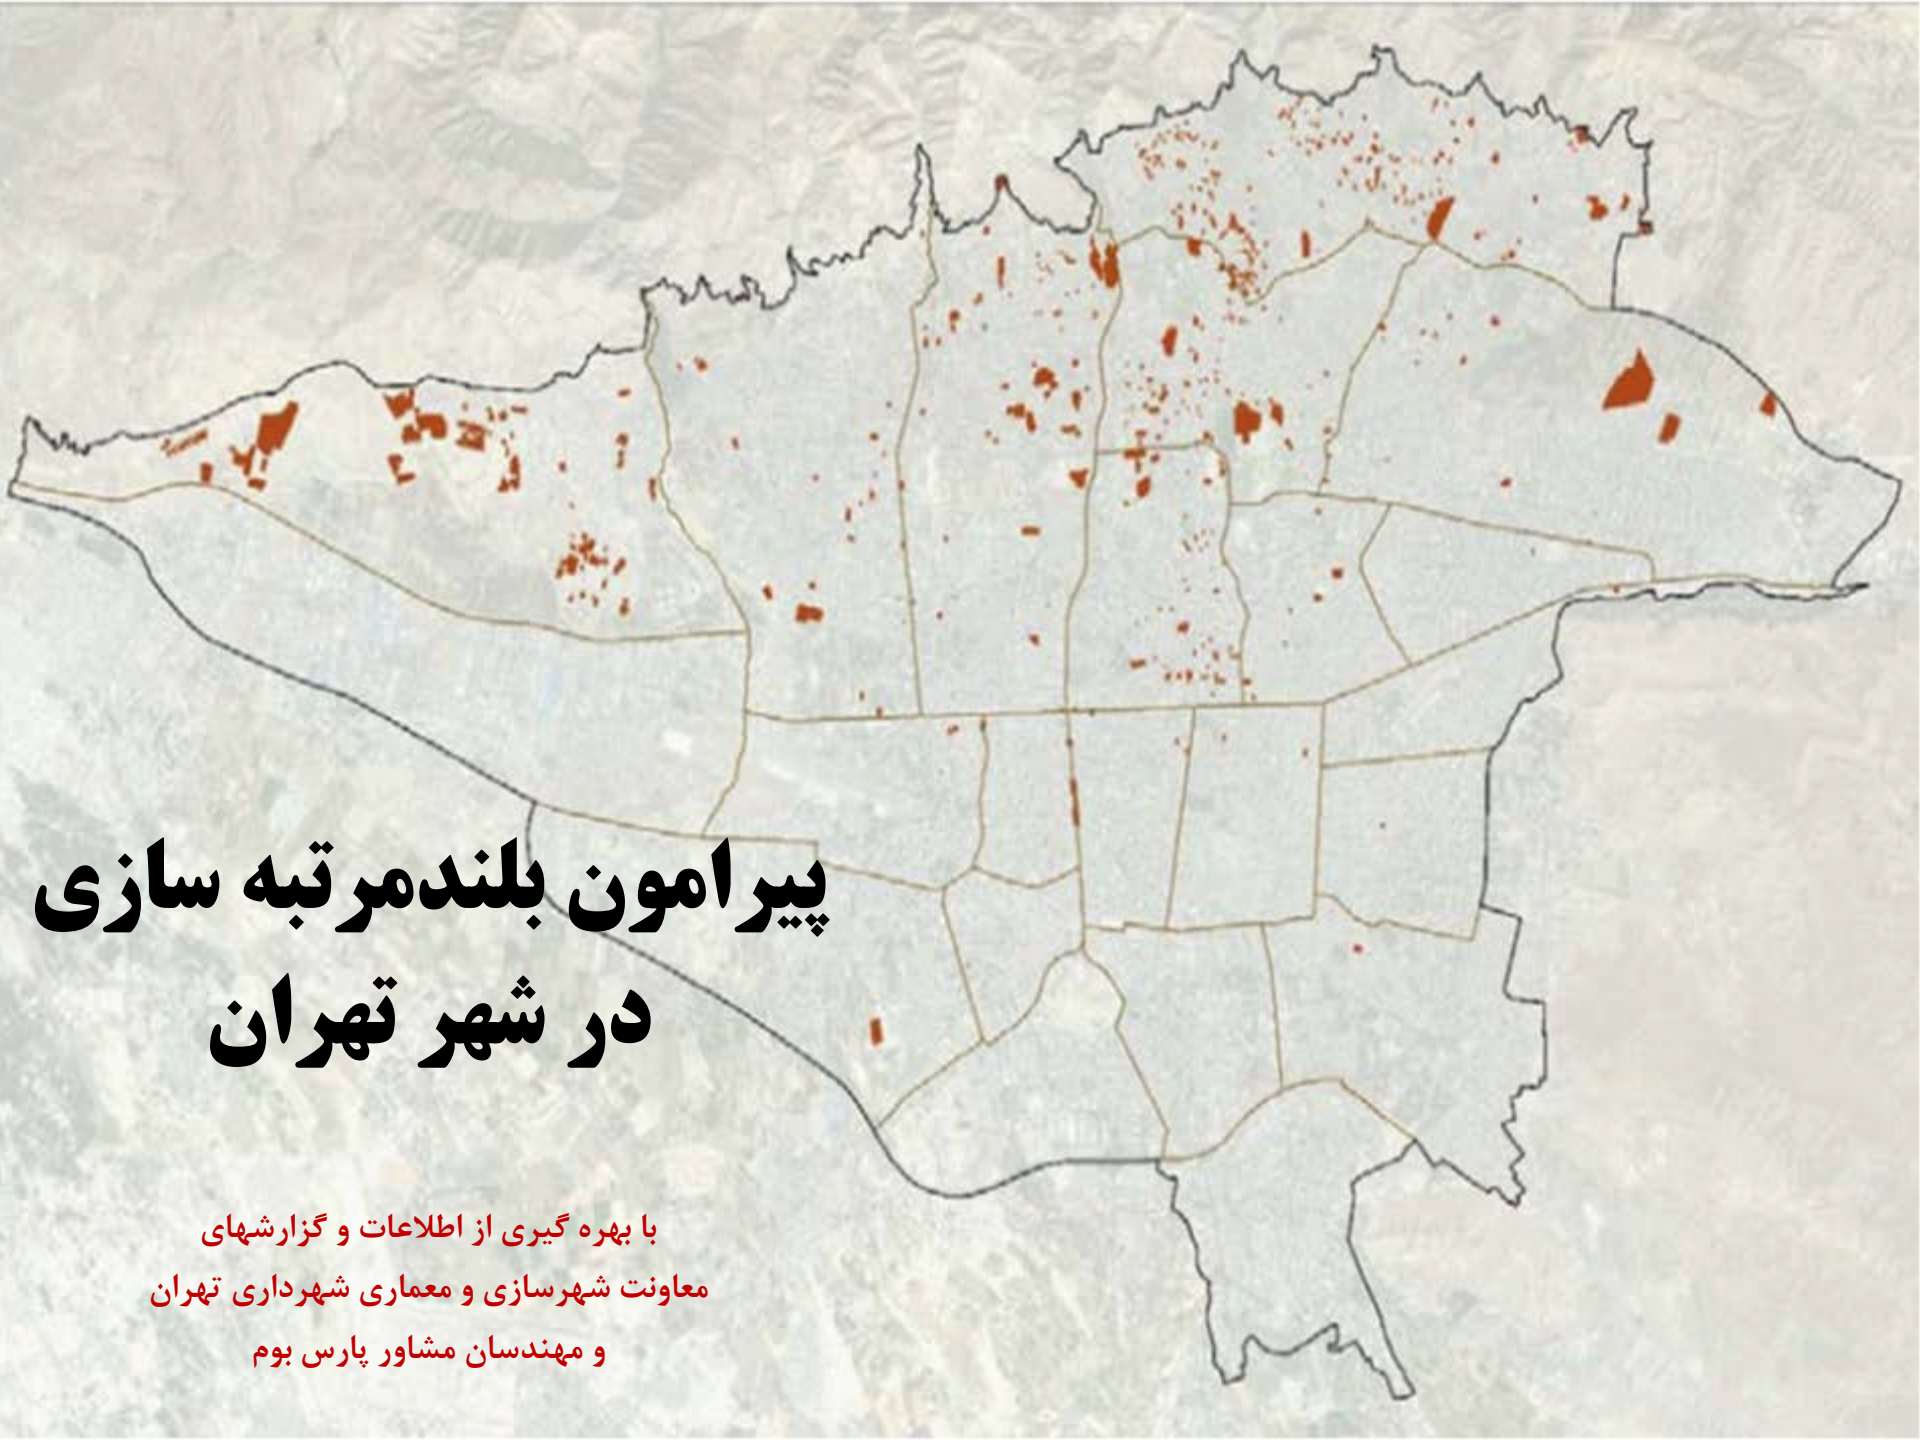 پیرامون بلندمرتبه سازی
در شهر تهران
با بهره گیری از اطلاعات و گزارشهای
معاونت شهرسازی و معماری شهرداری تهران
و مهندسان مشاور پارس بوم